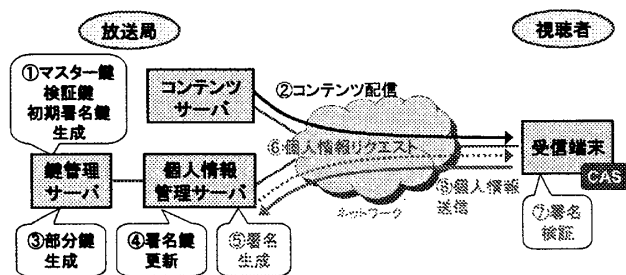 放送局
視聴者
①マスター鍵
検証鍵
初期署名鍵
生成
コンテンツ
サーバ
②コンテンツ配信
⑥個人情報リクエスト
受信端末
CAS
鍵管理
サーバ
個人情報
管理サーバ
⑧個人情報
送信
ネットワーク
③部分鍵
生成
④署名鍵
更新
⑤署名
生成
⑦署名
検証